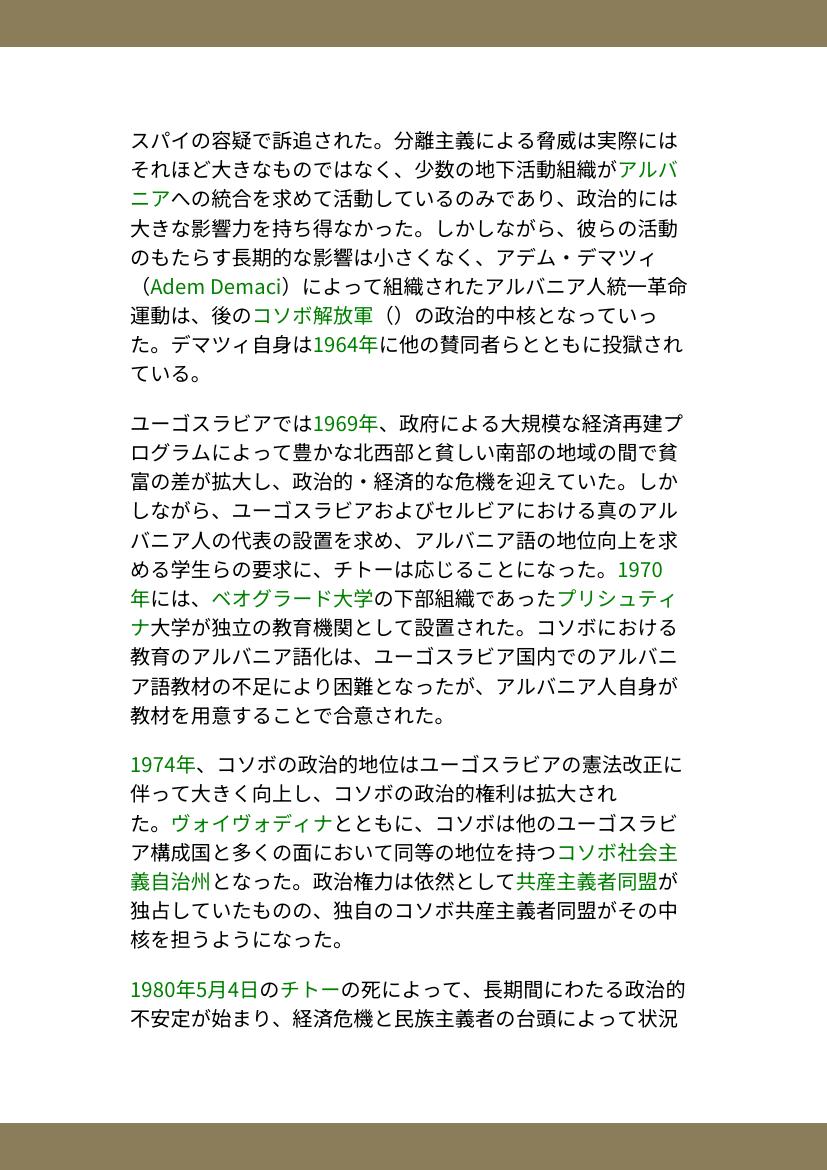 スパイの容疑で訴追された。分離主義による脅威は実際には
それほど大きなものではなく、少数の地下活動組織がアルバ
ニアへの統合を求めて活動しているのみであり、政治的には
大きな影響力を持ち得なかった。しかしながら、彼らの活動
のもたらす長期的な影響は小さくなく、アデム・デマツィ
（Adem Demaci）によって組織されたアルバニア人統一革命
運動は、後のコソボ解放軍（）の政治的中核となっていっ
た。デマツィ自身は1964年に他の賛同者らとともに投獄され
ている。
ユーゴスラビアでは1969年、政府による大規模な経済再建プ
ログラムによって豊かな北西部と貧しい南部の地域の間で貧
富の差が拡大し、政治的・経済的な危機を迎えていた。しか
しながら、ユーゴスラビアおよびセルビアにおける真のアル
バニア人の代表の設置を求め、アルバニア語の地位向上を求
める学生らの要求に、チトーは応じることになった。1970
年には、ベオグラード大学の下部組織であったプリシュティ
ナ大学が独立の教育機関として設置された。コソボにおける
教育のアルバニア語化は、ユーゴスラビア国内でのアルバニ
ア語教材の不足により困難となったが、アルバニア人自身が
教材を用意することで合意された。
1974年、コソボの政治的地位はユーゴスラビアの憲法改正に
伴って大きく向上し、コソボの政治的権利は拡大され
た。ヴォイヴォディナとともに、コソボは他のユーゴスラビ
ア構成国と多くの面において同等の地位を持つコソボ社会主
義自治州となった。政治権力は依然として共産主義者同盟が
独占していたものの、独自のコソボ共産主義者同盟がその中
核を担うようになった。
1980年5月4日のチトーの死によって、長期間にわたる政治的
不安定が始まり、経済危機と民族主義者の台頭によって状況